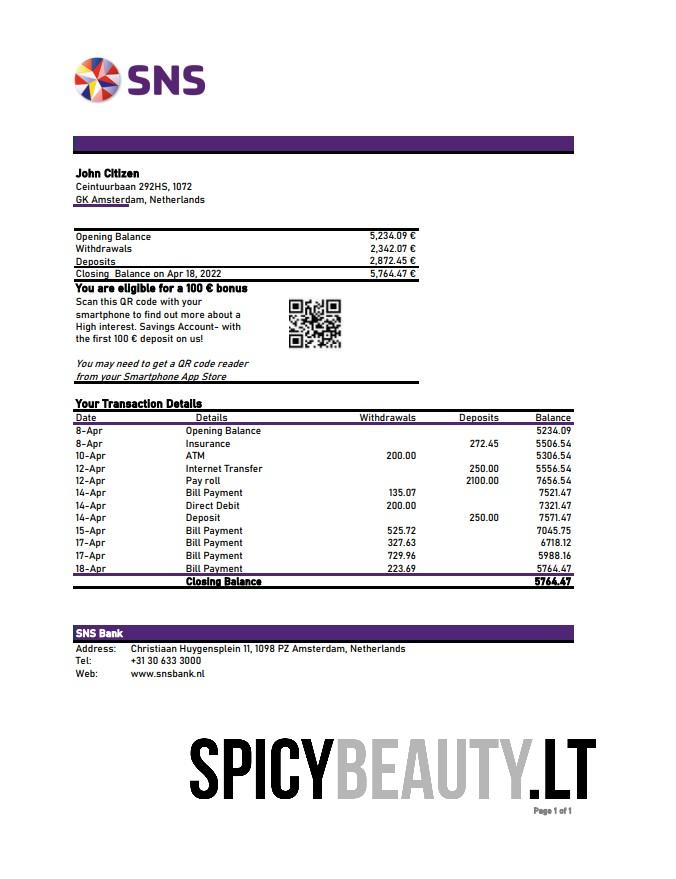 SNS
John Citizen
Ceintuurbaan 292HS, 1072
GK Amsterdam, Netherlands
Opening Balance 5,234.09 €
Withdrawals 2,342.07 €
Deposits 2,872.45 €
Closing Balance on Apr 18, 2022 5,764.47 €
You are eligible for a 100 € bonus
Scan this QR code with your
smartphone to find out more about a
High interest. Savings Account- with
the first 100 € deposit on us!
You may need to get a QR code reader
from your Smartphone App Store
Your Transaction Details
Date Details Withdrawals Deposits Balance
8-Apr Opening Balance 5234.09
8-Apr Insurance 272.45 5506.54
10-Apr ATM 200.00 5306.54
12-Apr Internet Transfer 250.00 5556.54
12-Apr Pay roll 2100.00 7656.54
14-Apr Bill Payment 135.07 7521.47
14-Apr Direct Debit 200.00 7321.47
14-Apr Deposit 250.00 7571.47
15-Apr Bill Payment 525.72 7045.75
17-Apr Bill Payment 327.63 6718.12
17-Apr Bill Payment 729.96 5988.16
18-Apr Bill Payment 223.69 5764.47
Closing Balance 5764.47
SNS Bank
Address: Christiaan Huygensplein 11, 1098 PZ Amsterdam, Netherlands
Tel: +31 30 633 3000
Web: www.snsbank.nl
SPICYBEAUTY.LT
Page 1 of 1